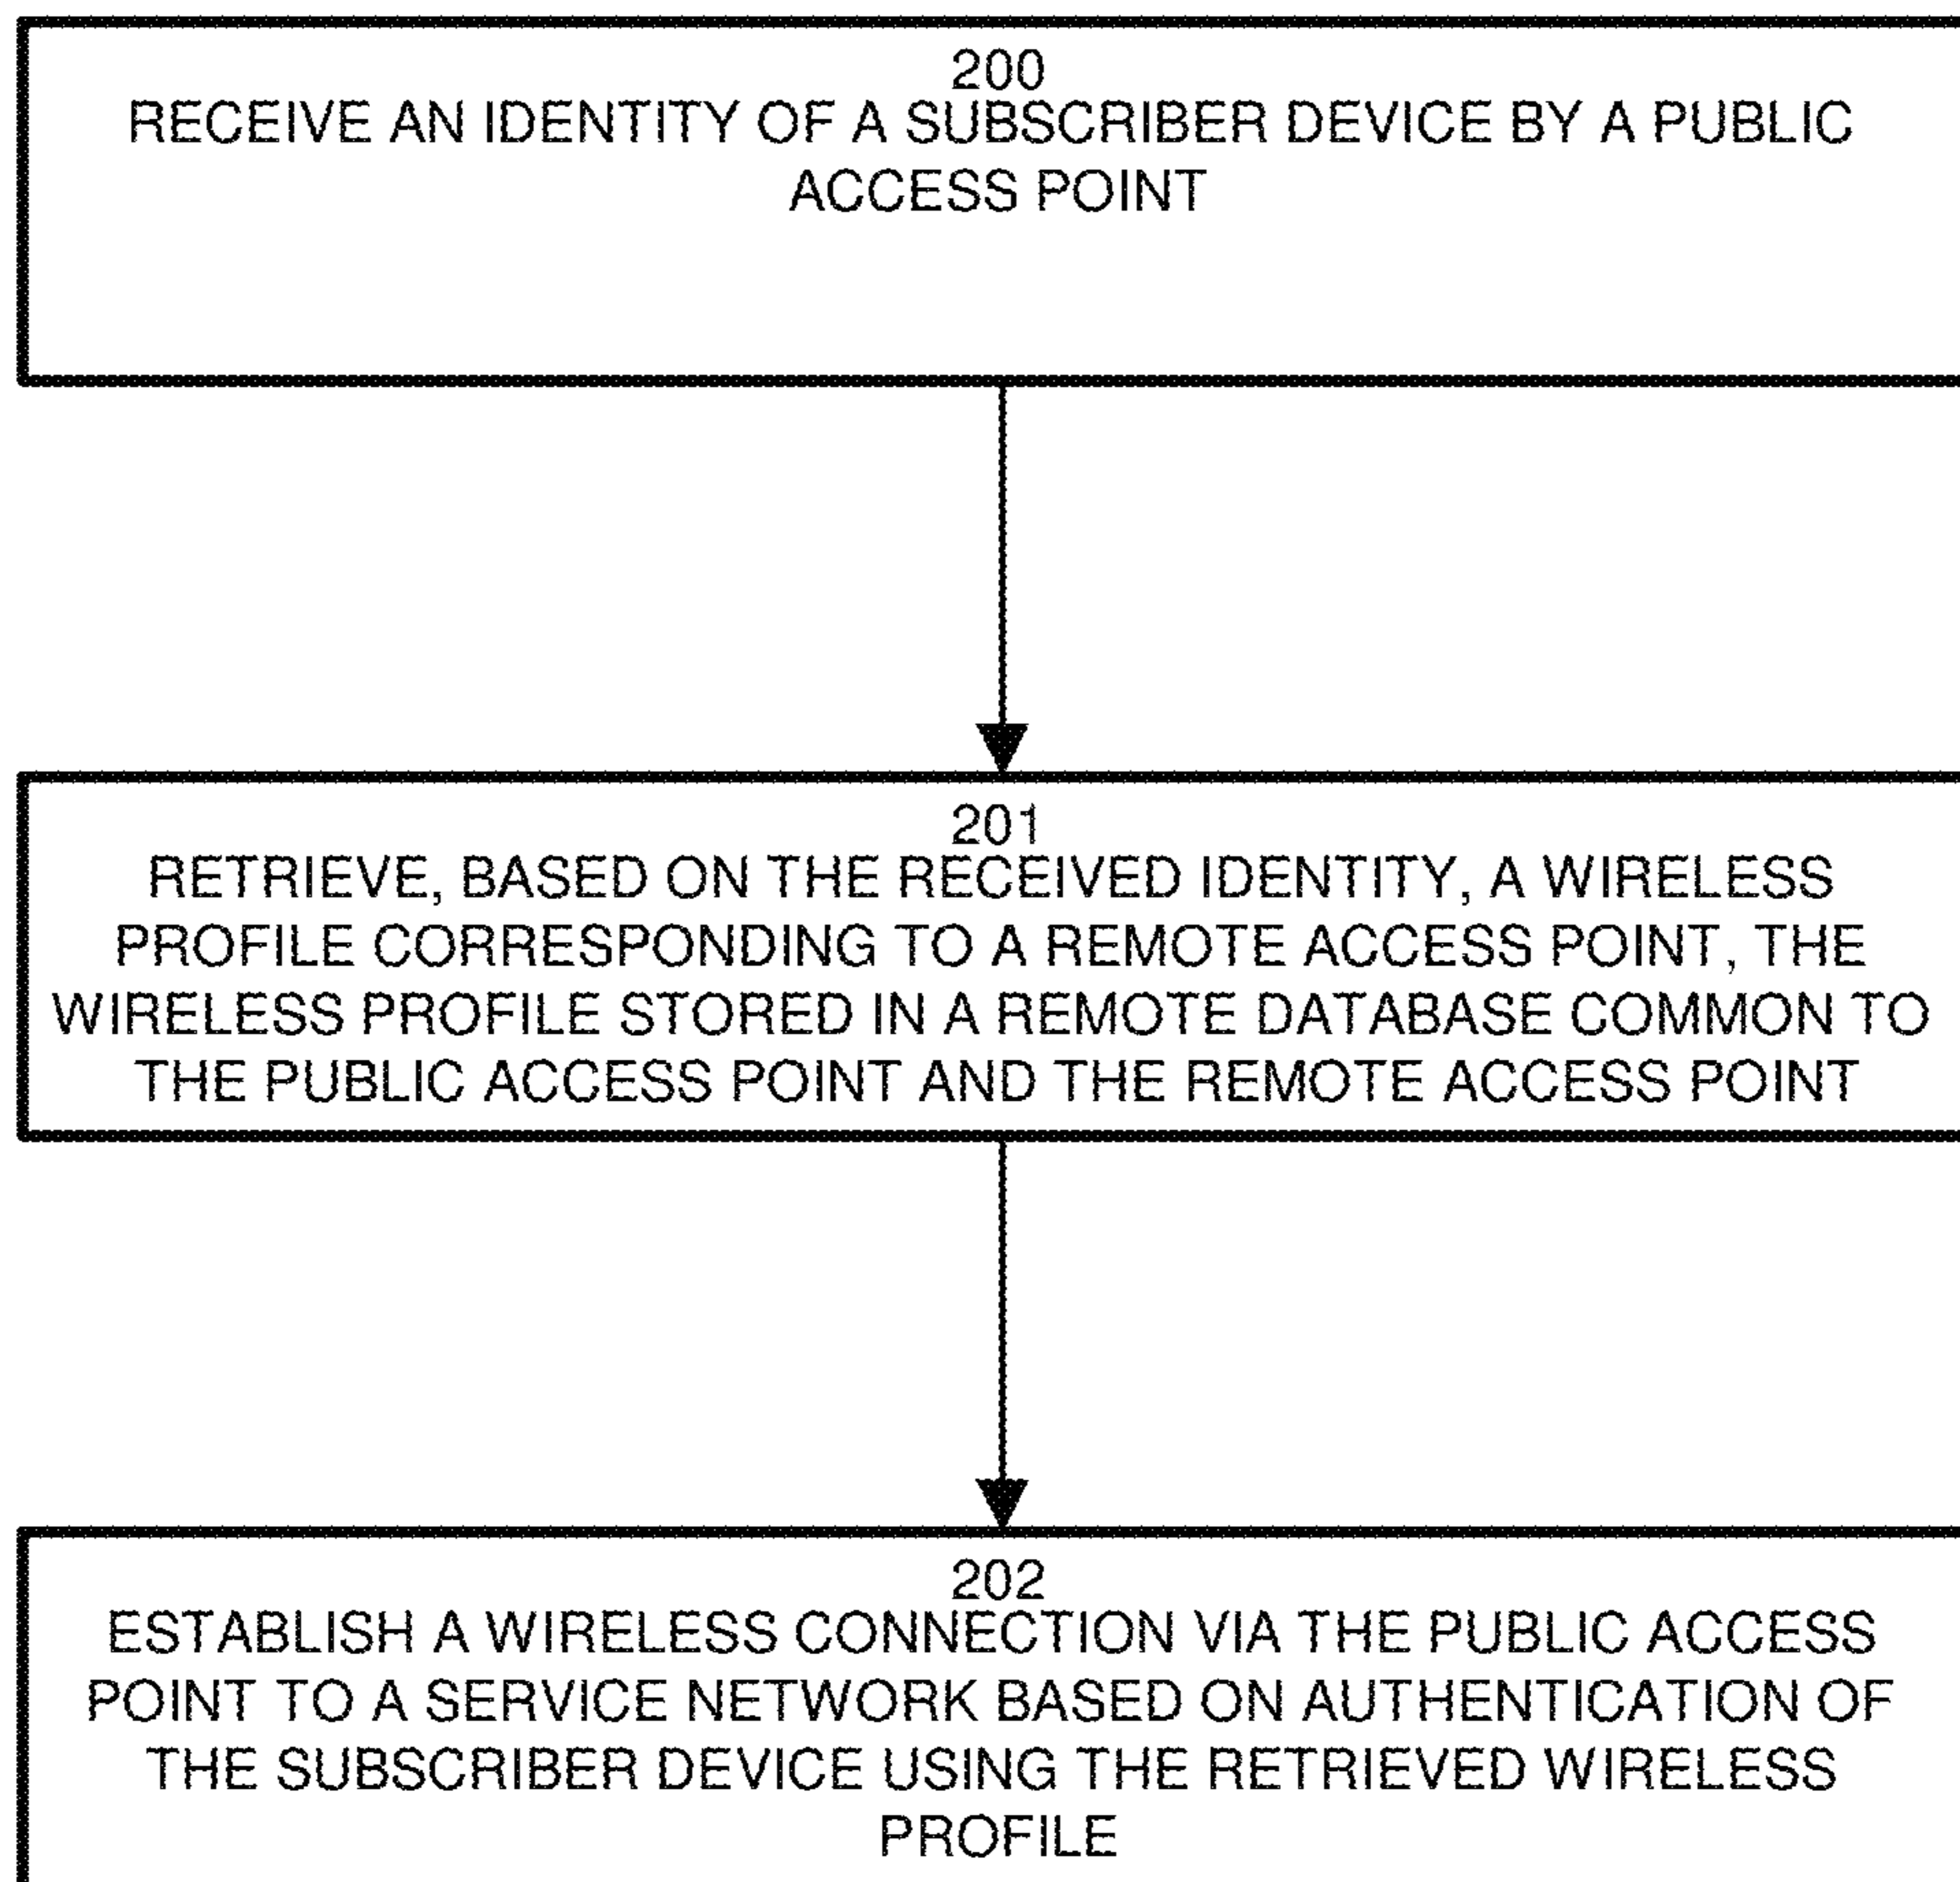 200
RECEIVE AN IDENTITY OF A SUBSCRIBER DEVICE BY A PUBLIC
ACCESS POINT
201
RETRIEVE, BASED ON THE RECEIVED IDENTITY, A WIRELESS
PROFILE CORRESPONDING TO A REMOTE ACCESS POINT, THE
WIRELESS PROFILE STORED IN A REMOTE DATABASE COMMON TO
THE PUBLIC ACCESS POINT AND THE REMOTE ACCESS POINT
202
ESTABLISH A WIRELESS CONNECTION VIA THE PUBLIC ACCESS
POINT TO A SERVICE NETWORK BASED ON AUTHENTICATION OF
THE SUBSCRIBER DEVICE USING THE RETRIEVED WIRELESS
PROFILE